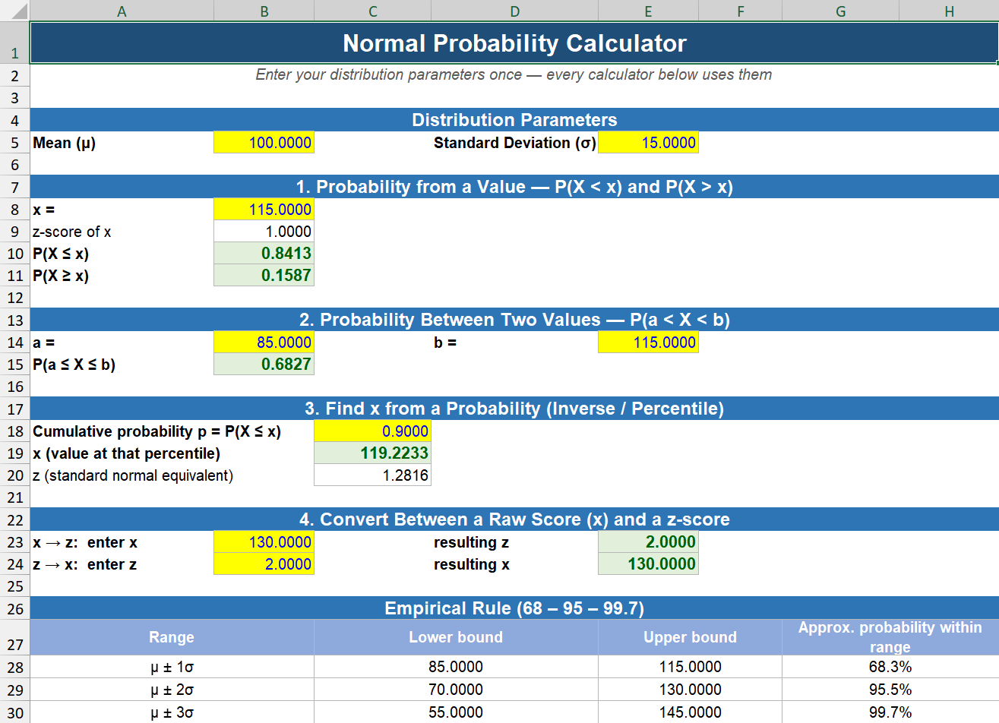 A B C D E F G H
1 Normal Probability Calculator
2 Enter your distribution parameters once — every calculator below uses them
3
4 Distribution Parameters
5 Mean (μ) 100.0000 Standard Deviation (σ) 15.0000
6
7 1. Probability from a Value — P(X < x) and P(X > x)
8 x = 115.0000
9 z-score of x 1.0000
10 P(X ≤ x) 0.8413
11 P(X ≥ x) 0.1587
12
13 2. Probability Between Two Values — P(a < X < b)
14 a = 85.0000 b = 115.0000
15 P(a ≤ X ≤ b) 0.6827
16
17 3. Find x from a Probability (Inverse / Percentile)
18 Cumulative probability p = P(X ≤ x) 0.9000
19 x (value at that percentile) 119.2233
20 z (standard normal equivalent) 1.2816
21
22 4. Convert Between a Raw Score (x) and a z-score
23 x → z: enter x 130.0000 resulting z 2.0000
24 z → x: enter z 2.0000 resulting x 130.0000
25
26 Empirical Rule (68 – 95 – 99.7)
27 Range Lower bound Upper bound Approx. probability within
range
28 μ ± 1σ 85.0000 115.0000 68.3%
29 μ ± 2σ 70.0000 130.0000 95.5%
30 μ ± 3σ 55.0000 145.0000 99.7%